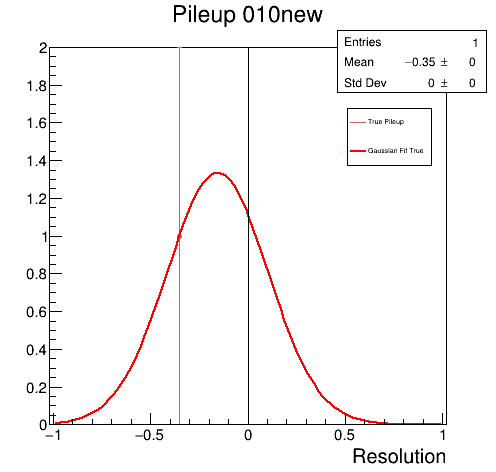 Pileup 010new
Entries 1
Mean −0.35 ± 0
Std Dev 0 ± 0
True Pileup
Gaussian Fit True
2
1.8
1.6
1.4
1.2
1
0.8
0.6
0.4
0.2
0
−1 −0.5 0 0.5 1
Resolution